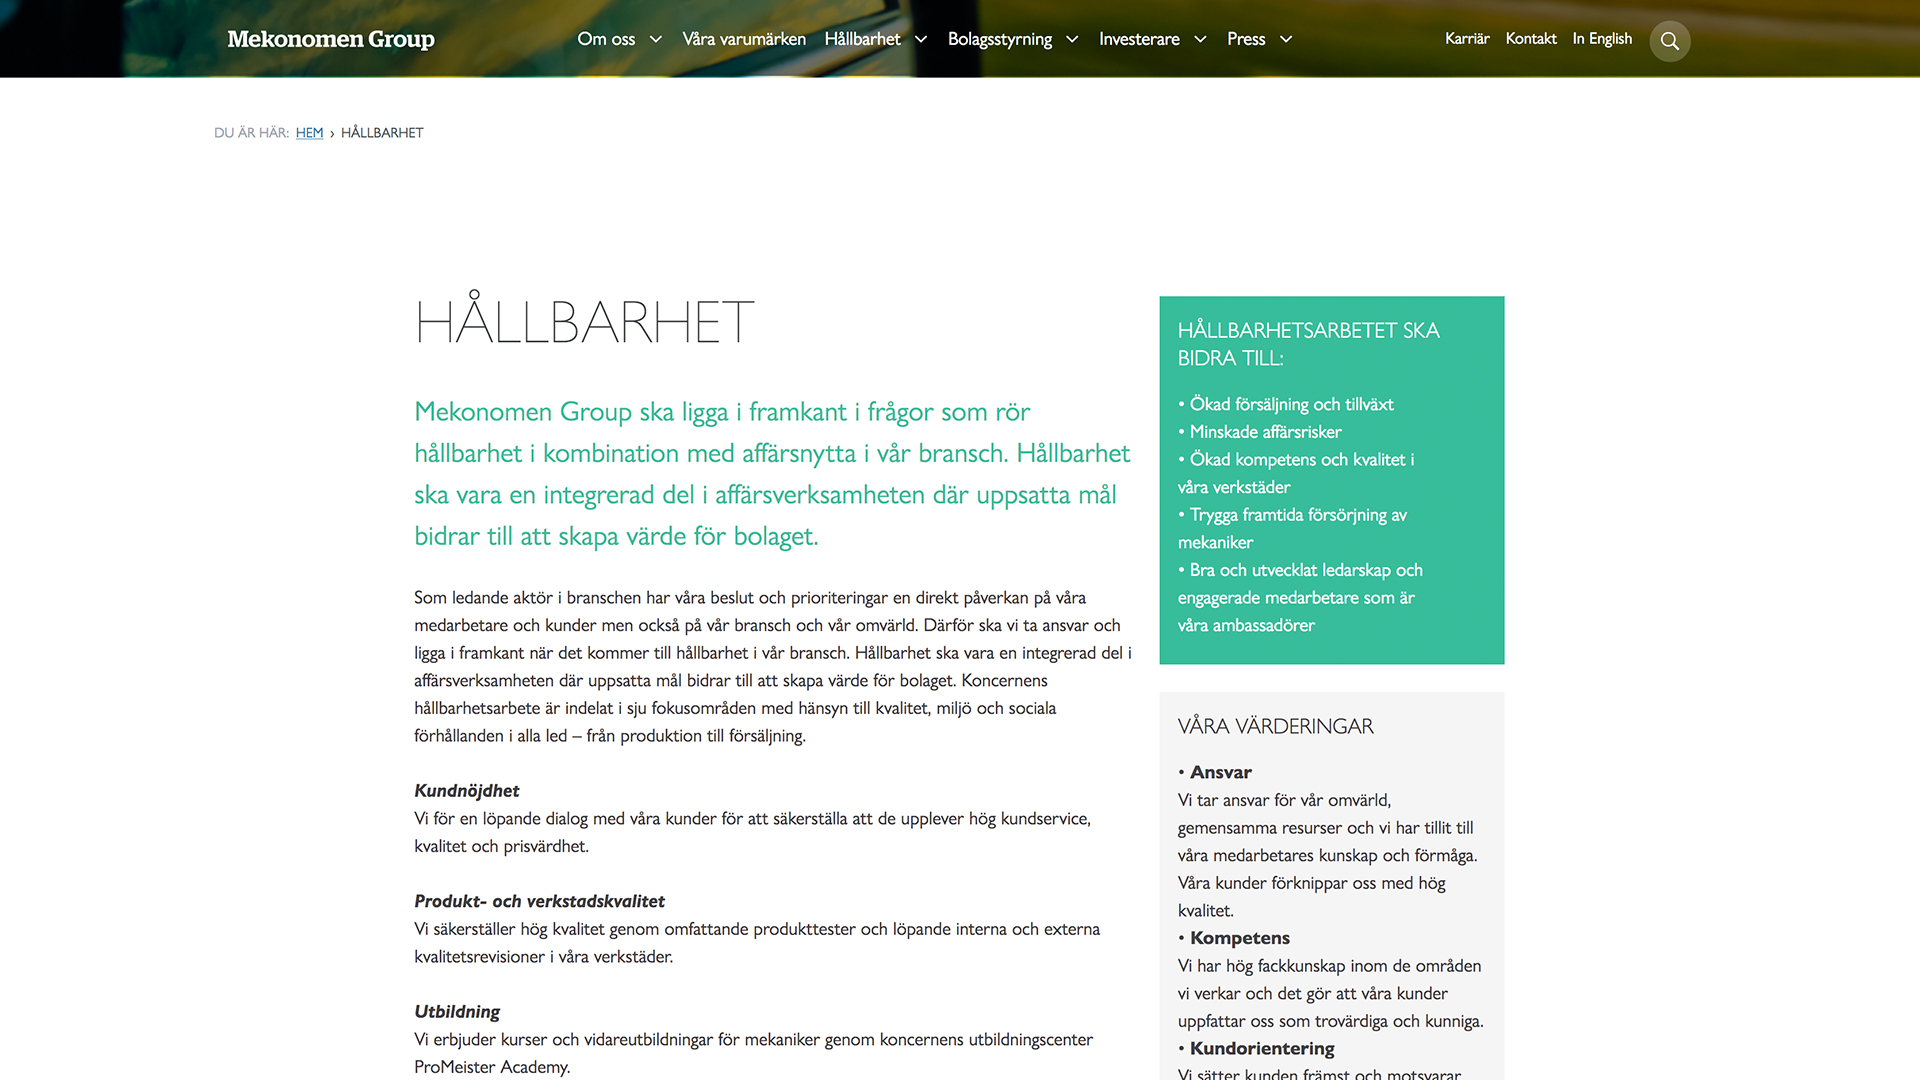 Mekonomen Group
Om oss
Våra varumärken
Hållbarhet
Bolagsstyrning
Investerare
Press
Karriär
Kontakt
In English
DU ÄR HÄR: HEM › HÅLLBARHET
HÅLLBARHET
Mekonomen Group ska ligga i framkant i frågor som rör
hållbarhet i kombination med affärsnytta i vår bransch. Hållbarhet
ska vara en integrerad del i affärsverksamheten där uppsatta mål
bidrar till att skapa värde för bolaget.
Som ledande aktör i branschen har våra beslut och prioriteringar en direkt påverkan på våra
medarbetare och kunder men också på vår bransch och vår omvärld. Därför ska vi ta ansvar och
ligga i framkant när det kommer till hållbarhet i vår bransch. Hållbarhet ska vara en integrerad del i
affärsverksamheten där uppsatta mål bidrar till att skapa värde för bolaget. Koncernens
hållbarhetsarbete är indelat i sju fokusområden med hänsyn till kvalitet, miljö och sociala
förhållanden i alla led – från produktion till försäljning.
Kundnöjdhet
Vi för en löpande dialog med våra kunder för att säkerställa att de upplever hög kundservice,
kvalitet och prisvärdhet.
Produkt- och verkstadskvalitet
Vi säkerställer hög kvalitet genom omfattande produkttester och löpande interna och externa
kvalitetsrevisioner i våra verkstäder.
Utbildning
Vi erbjuder kurser och vidareutbildningar för mekaniker genom koncernens utbildningscenter
ProMeister Academy.
HÅLLBARHETSARBETET SKA
BIDRA TILL:
• Ökad försäljning och tillväxt
• Minskade affärsrisker
• Ökad kompetens och kvalitet i
våra verkstäder
• Trygga framtida försörjning av
mekaniker
• Bra och utvecklat ledarskap och
engagerade medarbetare som är
våra ambassadörer
VÅRA VÄRDERINGAR
• Ansvar
Vi tar ansvar för vår omvärld,
gemensamma resurser och vi har tillit till
våra medarbetares kunskap och förmåga.
Våra kunder förknippar oss med hög
kvalitet.
• Kompetens
Vi har hög fackkunskap inom de områden
vi verkar och det gör att våra kunder
uppfattar oss som trovärdiga och kunniga.
• Kundorientering
Vi sätter kunden främst och motsvarar